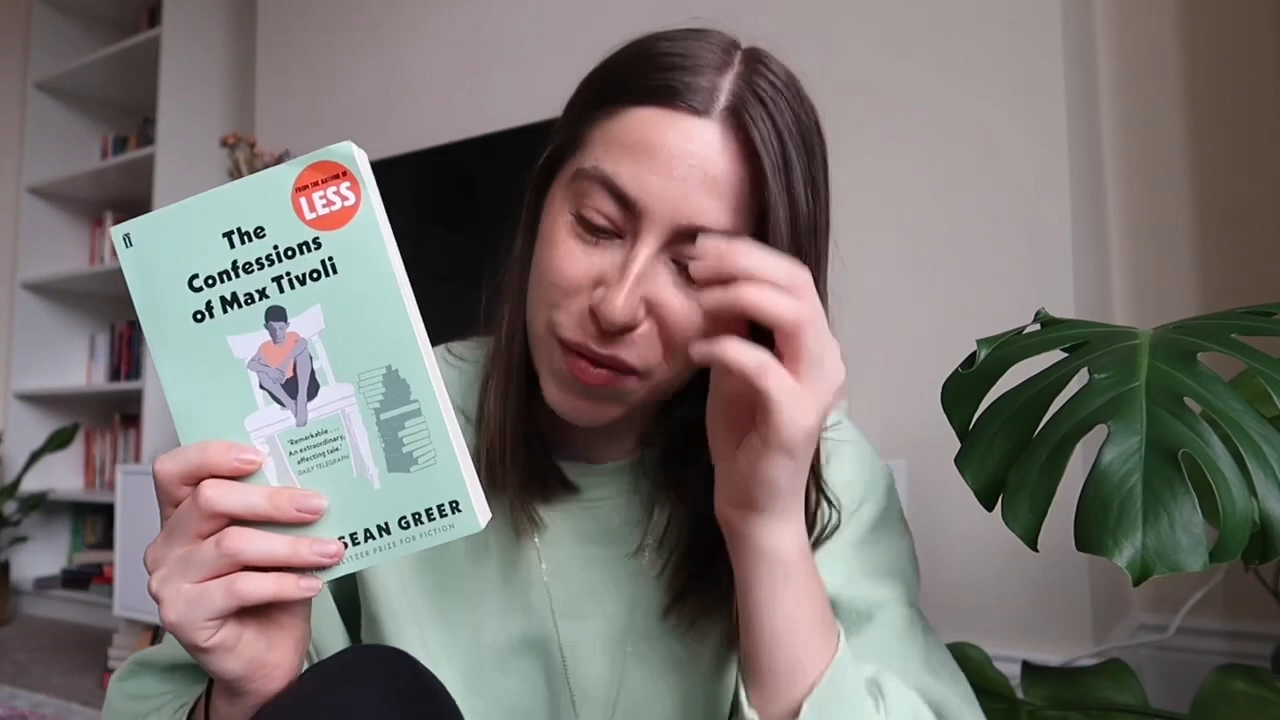 FROM THE AUTHOR OF
LESS
ff
The
Confessions
of Max Tivoli
'Remarkable...
An extraordinary,
affecting tale.'
DAILY TELEGRAPH
SEAN GREER
PRIZE FOR FICTION